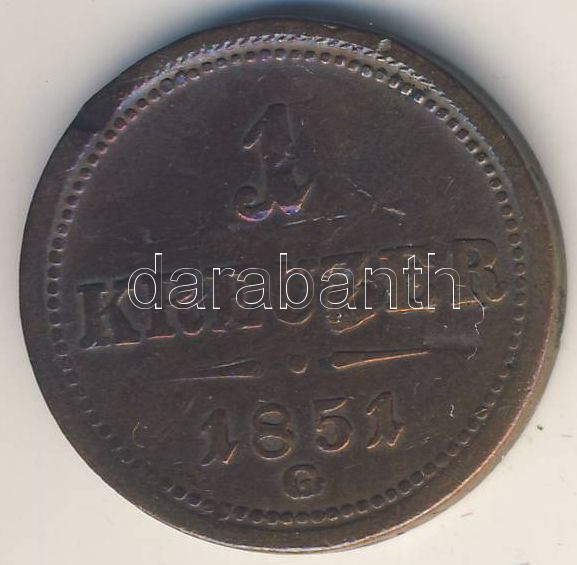 1
KREUZER
darabanth
1851
G